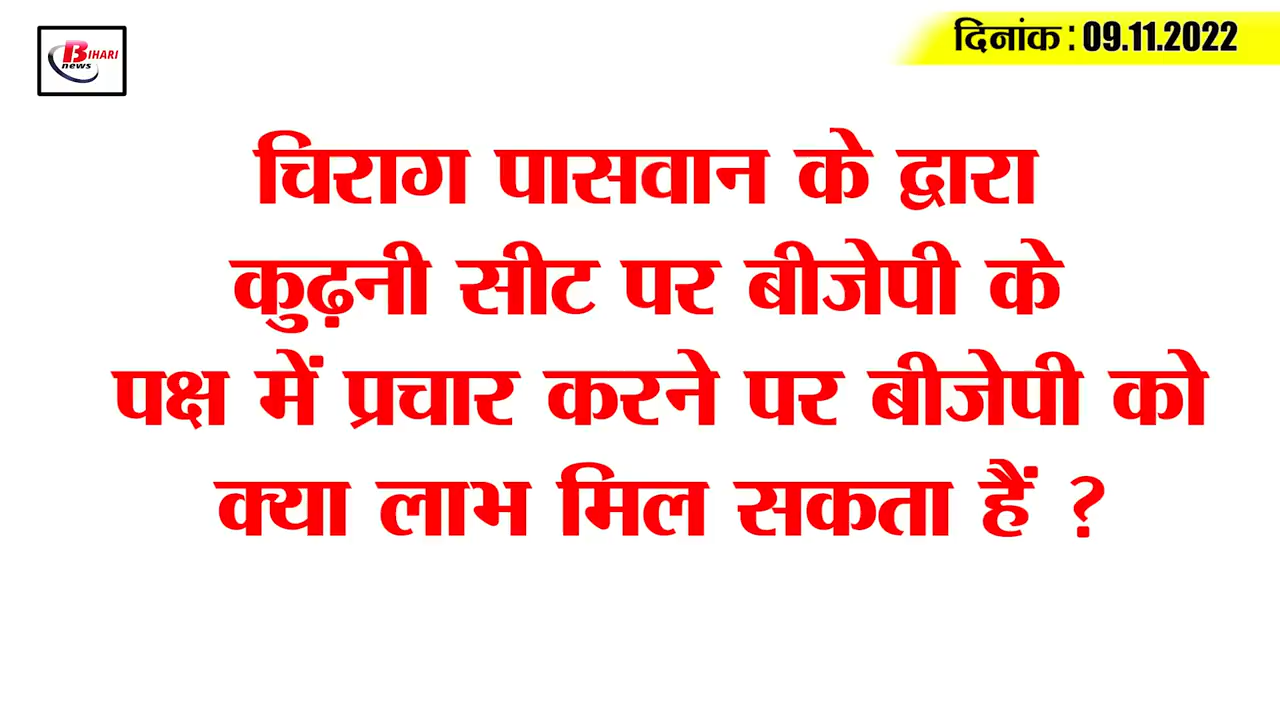 BIHARI
news
दिनांक : 09.11.2022
चिराग पासवान के द्वारा
कुढ़नी सीट पर बीजेपी के
पक्ष में प्रचार करने पर बीजेपी को
क्या लाभ मिल सकता हैं ?